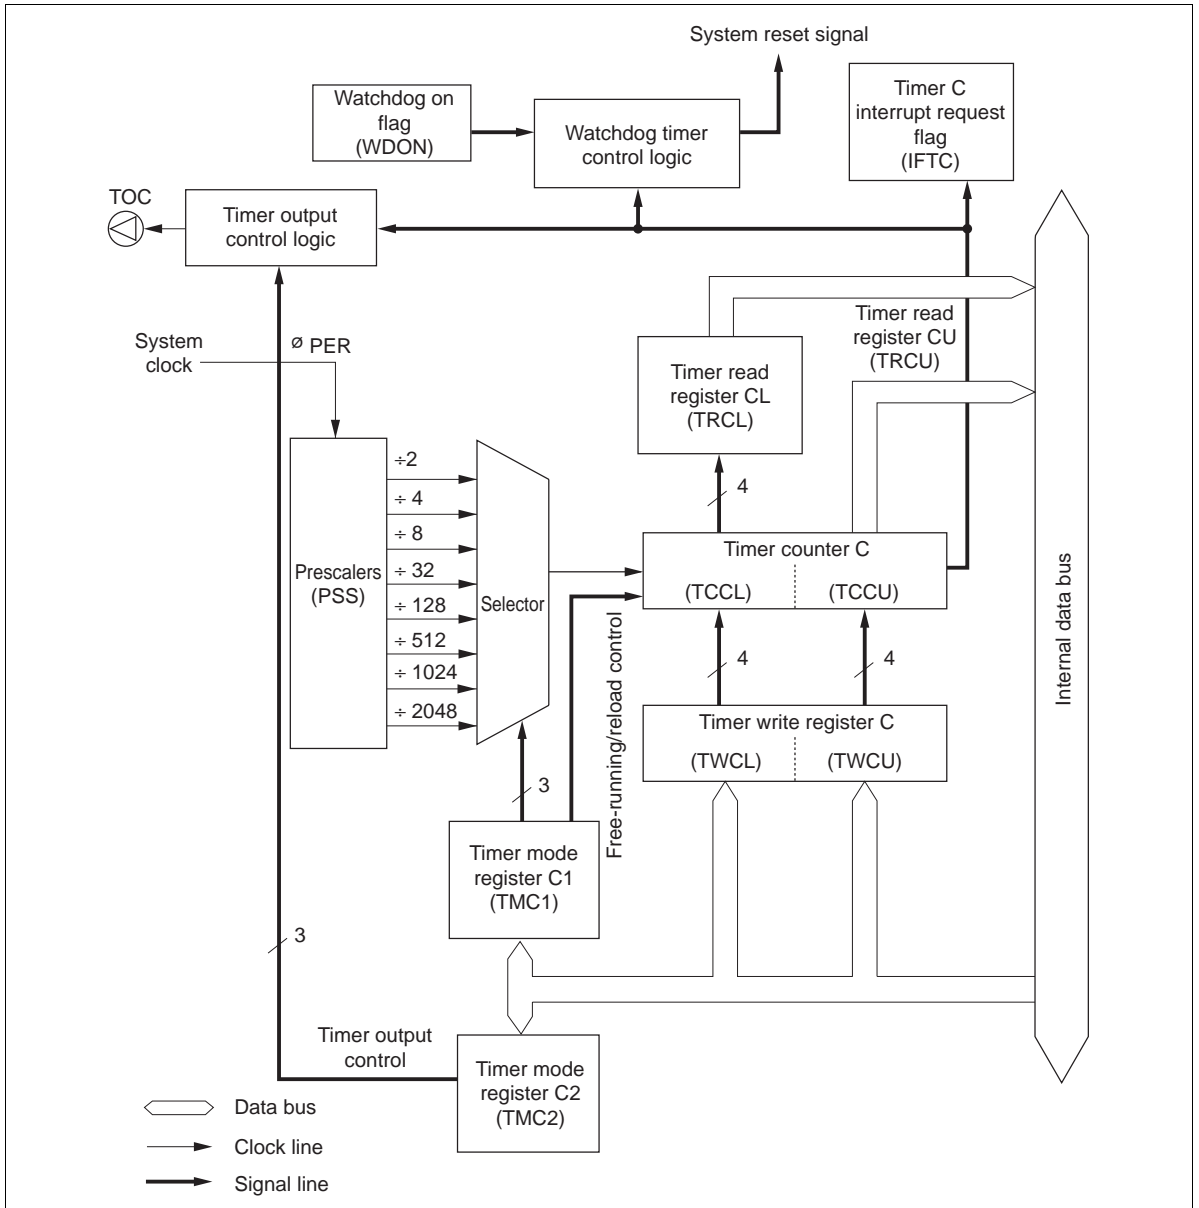 System reset signal
Watchdog on
flag
(WDON)
Watchdog timer
control logic
Timer C
interrupt request
flag
(IFTC)
TOC
Timer output
control logic
System
clock
ø PER
Timer read
register CL
(TRCL)
Timer read
register CU
(TRCU)
÷2
÷ 4
÷ 8
÷ 32
÷ 128
÷ 512
÷ 1024
÷ 2048
Prescalers
(PSS)
Selector
4
Timer counter C
(TCCL)
(TCCU)
Free-running/reload control
4
4
Timer write register C
(TWCL)
(TWCU)
Internal data bus
3
Timer mode
register C1
(TMC1)
3
Timer output
control
Timer mode
register C2
(TMC2)
Data bus
Clock line
Signal line